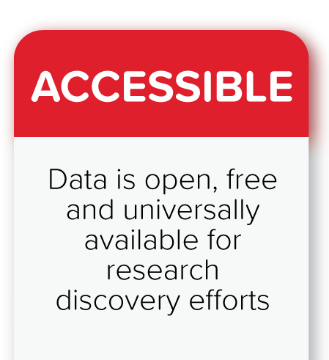 ACCESSIBLE
Data is open, free
and universally
available for
research
discovery efforts